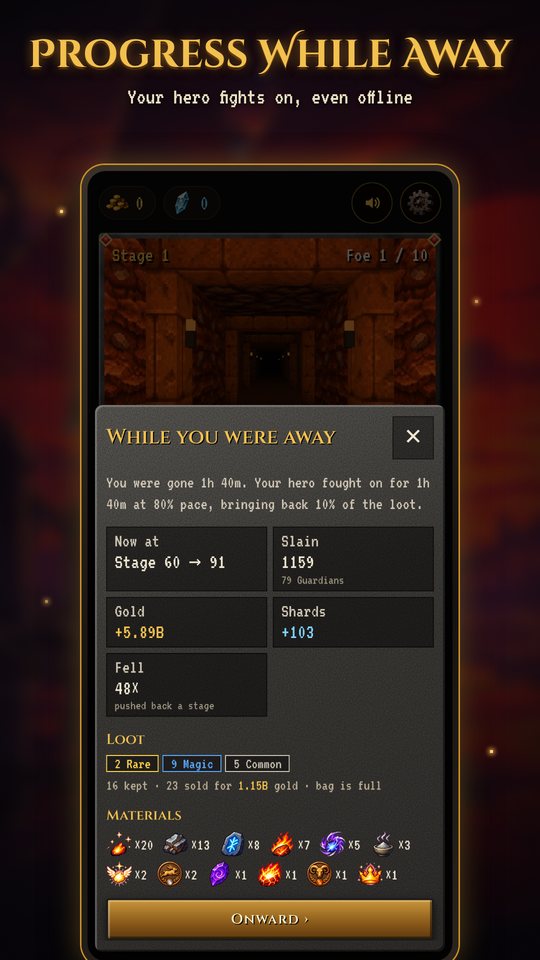 Progress While Away
Your hero fights on, even offline
0 0
Stage 1 Foe 1 / 10
While you were away ✕
You were gone 1h 40m. Your hero fought on for 1h
40m at 80% pace, bringing back 10% of the loot.
Now at Slain
Stage 60 → 91 1159
79 Guardians
Gold Shards
+5.89B +103
Fell
48x
pushed back a stage
Loot
2 Rare 9 Magic 5 Common
16 kept · 23 sold for 1.15B gold · bag is full
Materials
x20 x13 x8 x7 x5 x3
x2 x2 x1 x1 x1 x1
Onward ›